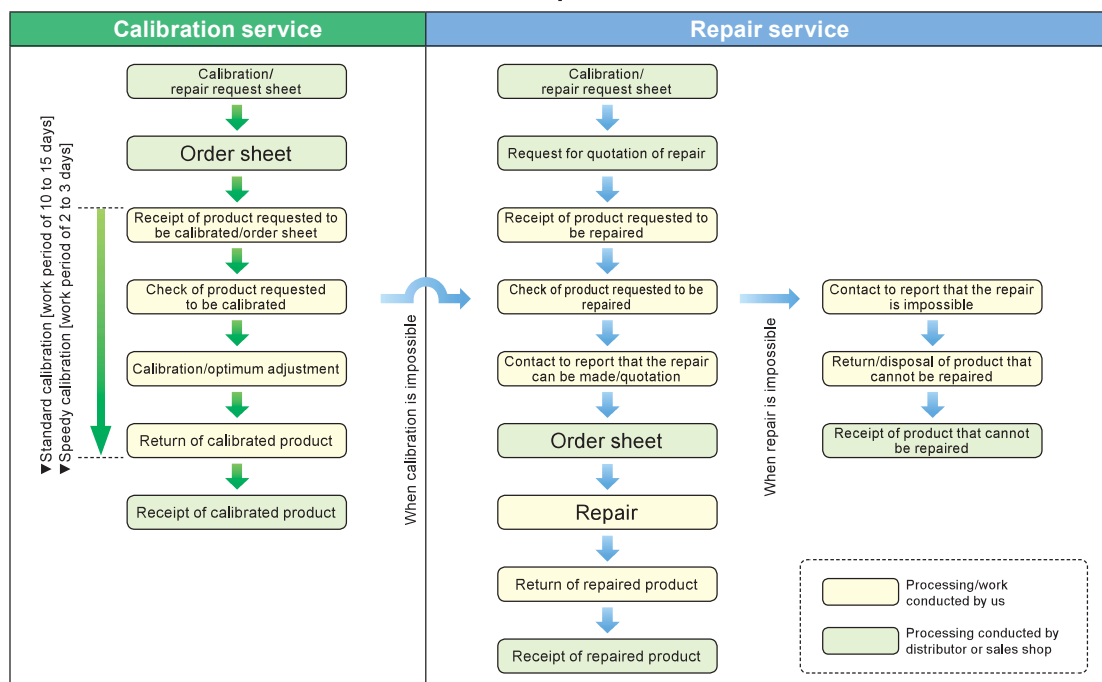 Calibration service
▼Standard calibration [work period of 10 to 15 days]
▼Speedy calibration [work period of 2 to 3 days]
Calibration/
repair request sheet
Order sheet
Receipt of product requested to
be calibrated/order sheet
Check of product requested
to be calibrated
Calibration/optimum adjustment
Return of calibrated product
Receipt of calibrated product
When calibration is impossible
Repair service
Calibration/
repair request sheet
Request for quotation of repair
Receipt of product requested to
be repaired
Check of product requested to be
repaired
Contact to report that the repair
can be made/quotation
Order sheet
Repair
Return of repaired product
Receipt of repaired product
When repair is impossible
Contact to report that the repair
is impossible
Return/disposal of product that
cannot be repaired
Receipt of product that cannot
be repaired
Processing/work
conducted by us
Processing conducted by
distributor or sales shop